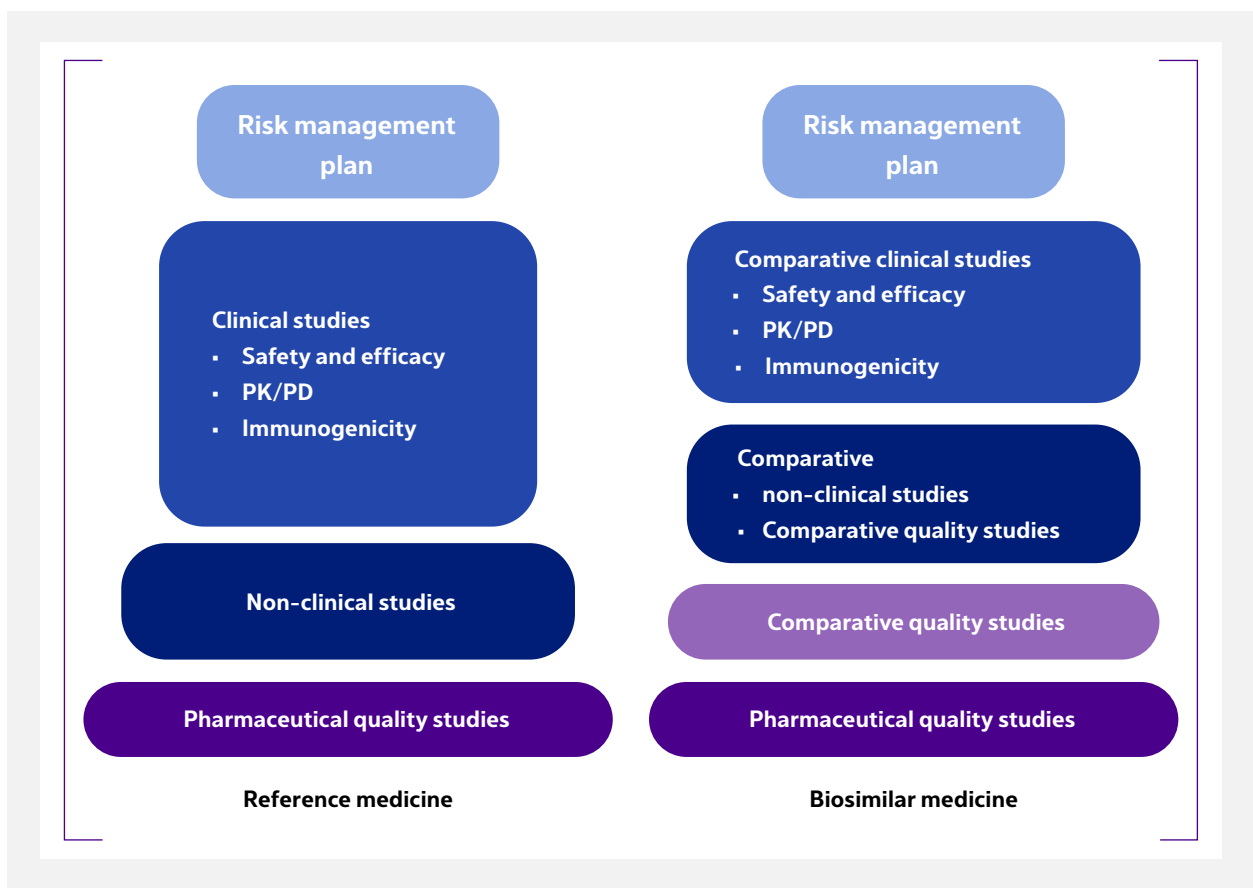 Risk management
plan
Clinical studies
▪ Safety and efficacy
▪ PK/PD
▪ Immunogenicity
Non-clinical studies
Pharmaceutical quality studies
Reference medicine
Risk management
plan
Comparative clinical studies
▪ Safety and efficacy
▪ PK/PD
▪ Immunogenicity
Comparative
▪ non-clinical studies
▪ Comparative quality studies
Comparative quality studies
Pharmaceutical quality studies
Biosimilar medicine